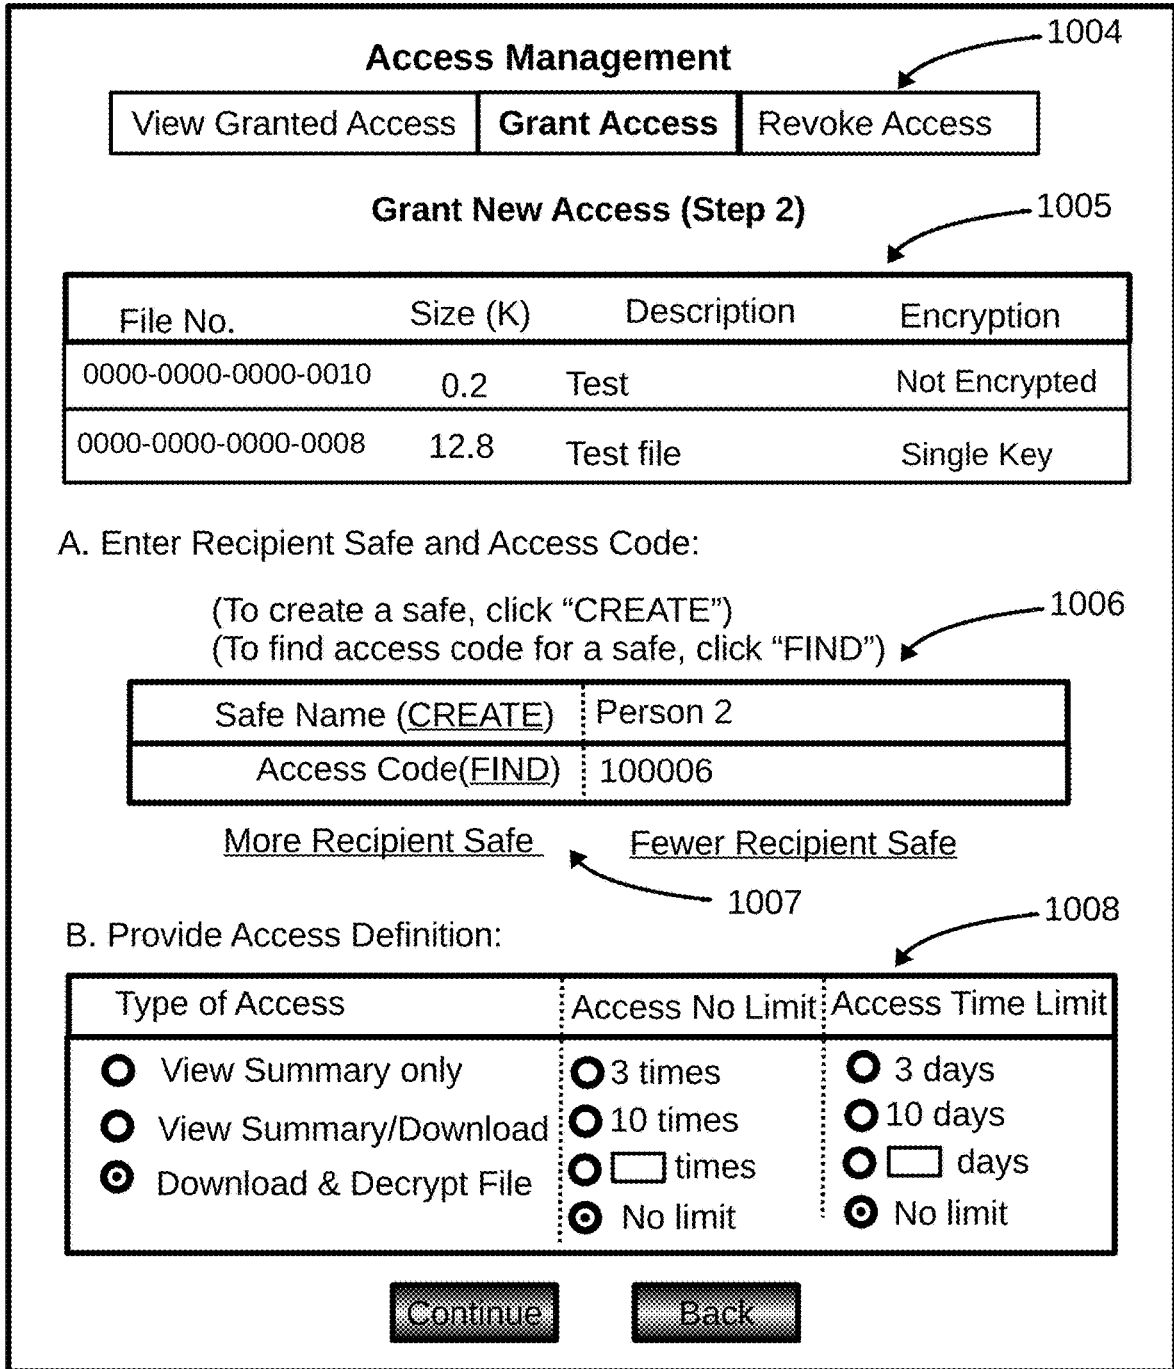 1004
Access Management
View Granted Access Grant Access Revoke Access
Grant New Access (Step 2)
1005
File No. Size (K) Description Encryption
0000-0000-0000-0010 0.2 Test Not Encrypted
0000-0000-0000-0008 12.8 Test file Single Key
A. Enter Recipient Safe and Access Code:
(To create a safe, click “CREATE”)
1006
(To find access code for a safe, click “FIND”)
Safe Name (CREATE) Person 2
Access Code(FIND) 100006
More Recipient Safe Fewer Recipient Safe
1007
1008
B. Provide Access Definition:
Type of Access Access No Limit Access Time Limit
View Summary only 3 times 3 days
View Summary/Download 10 times 10 days
Download & Decrypt File times days
No limit No limit
Continue Back